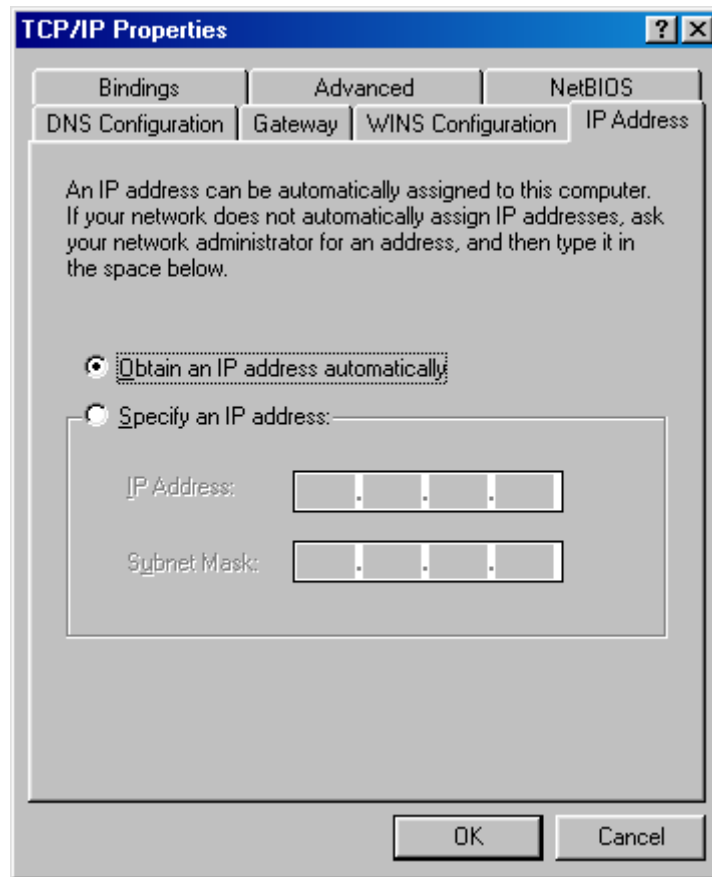 TCP/IP Properties
Bindings Advanced NetBIOS
DNS Configuration Gateway WINS Configuration IP Address
An IP address can be automatically assigned to this computer.
If your network does not automatically assign IP addresses, ask
your network administrator for an address, and then type it in
the space below.
Obtain an IP address automatically
Specify an IP address:
IP Address: . . .
Subnet Mask: . . .
OK Cancel